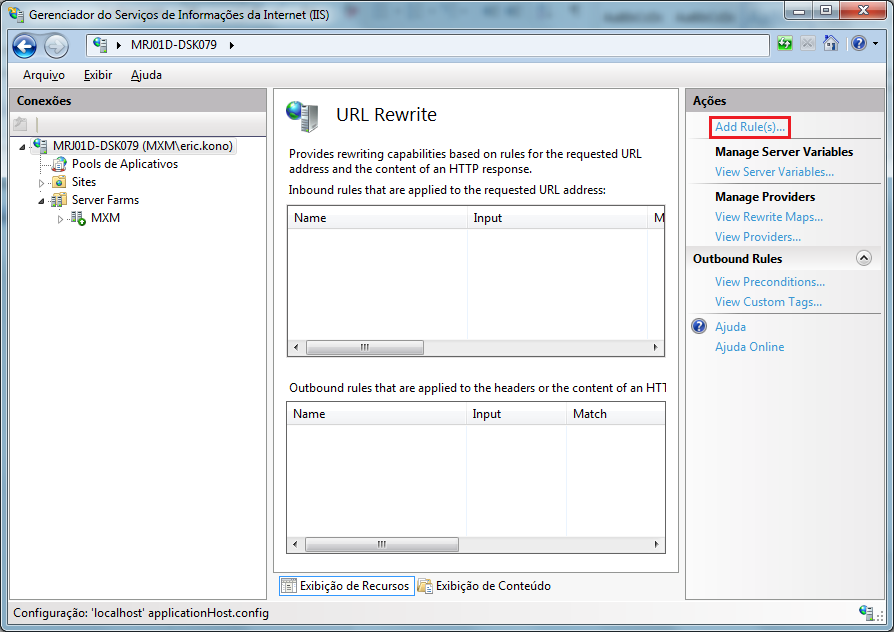 Gerenciador do Serviços de Informações da Internet (IIS)
MRJ01D-DSK079
Arquivo Exibir Ajuda
Conexões
MRJ01D-DSK079 (MXM\eric.kono)
Pools de Aplicativos
Sites
Server Farms
MXM
URL Rewrite
Provides rewriting capabilities based on rules for the requested URL
address and the content of an HTTP response.
Inbound rules that are applied to the requested URL address:
Name Input M
Outbound rules that are applied to the headers or the content of an HTT
Name Input Match
Exibição de Recursos Exibição de Conteúdo
Ações
Add Rule(s)...
Manage Server Variables
View Server Variables...
Manage Providers
View Rewrite Maps...
View Providers...
Outbound Rules
View Preconditions...
View Custom Tags...
Ajuda
Ajuda Online
Configuração: 'localhost' applicationHost.config